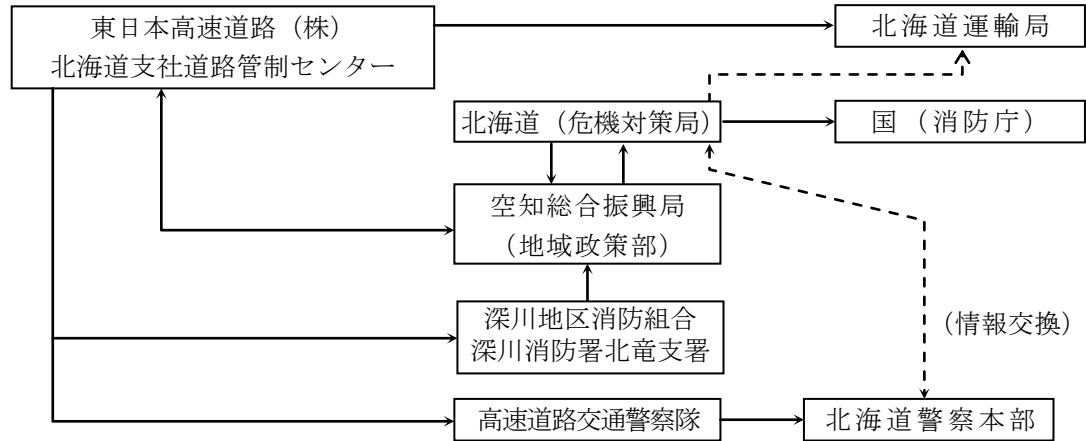 東日本高速道路（株）
北海道支社道路管制センター
北海道運輸局
北海道（危機対策局）
国（消防庁）
空知総合振興局
（地域政策部）
深川地区消防組合
深川消防署北竜支署
（情報交換）
高速道路交通警察隊
北海道警察本部